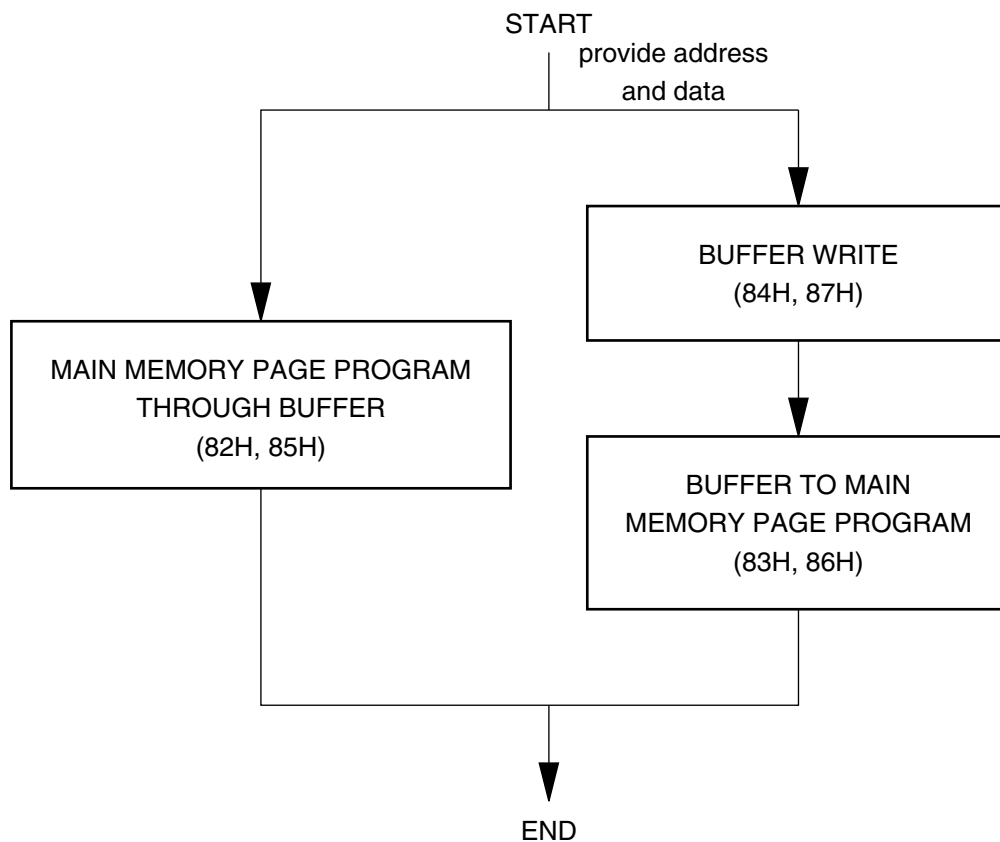 START
provide address
and data
BUFFER WRITE
(84H, 87H)
MAIN MEMORY PAGE PROGRAM
THROUGH BUFFER
(82H, 85H)
BUFFER TO MAIN
MEMORY PAGE PROGRAM
(83H, 86H)
END